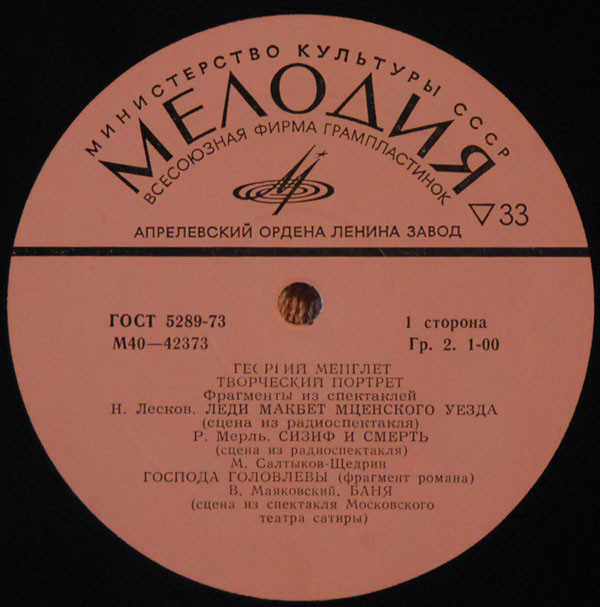 МИНИСТЕРСТВО КУЛЬТУРЫ СССР
МЕЛОДИЯ
ВСЕСОЮЗНАЯ ФИРМА ГРАМПЛАСТИНОК
▽33
АПРЕЛЕВСКИЙ ОРДЕНА ЛЕНИНА ЗАВОД
ГОСТ 5289-73
1 сторона
М40—42373
Гр. 2. 1-00
ГЕОРГИЙ МЕНГЛЕТ
ТВОРЧЕСКИЙ ПОРТРЕТ
Фрагменты из спектаклей
Н. Лесков. ЛЕДИ МАКБЕТ МЦЕНСКОГО УЕЗДА
(сцена из радиоспектакля)
Р. Мерль. СИЗИФ И СМЕРТЬ
(сцена из радиоспектакля)
М. Салтыков-Щедрин
ГОСПОДА ГОЛОВЛЕВЫ (фрагмент романа)
В. Маяковский. БАНЯ
(сцена из спектакля Московского
театра сатиры)